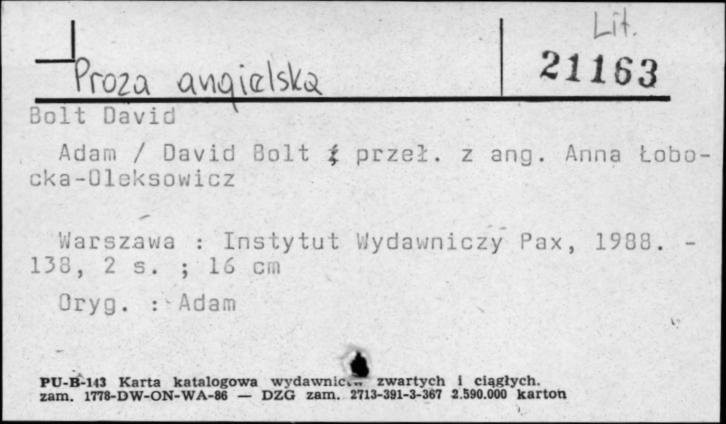 Lit.
Proza angielska 21163
Bolt David
Adam / David Bolt ; przeł. z ang. Anna Łobo-
cka-Oleksowicz
Warszawa : Instytut Wydawniczy Pax, 1988. -
138, 2 s. ; 16 cm
Oryg. : Adam
PU-B-143 Karta katalogowa wydawnictw zwartych i ciągłych.
zam. 1778-DW-ON-WA-86 — DZG zam. 2713-391-3-367 2.590.000 karton